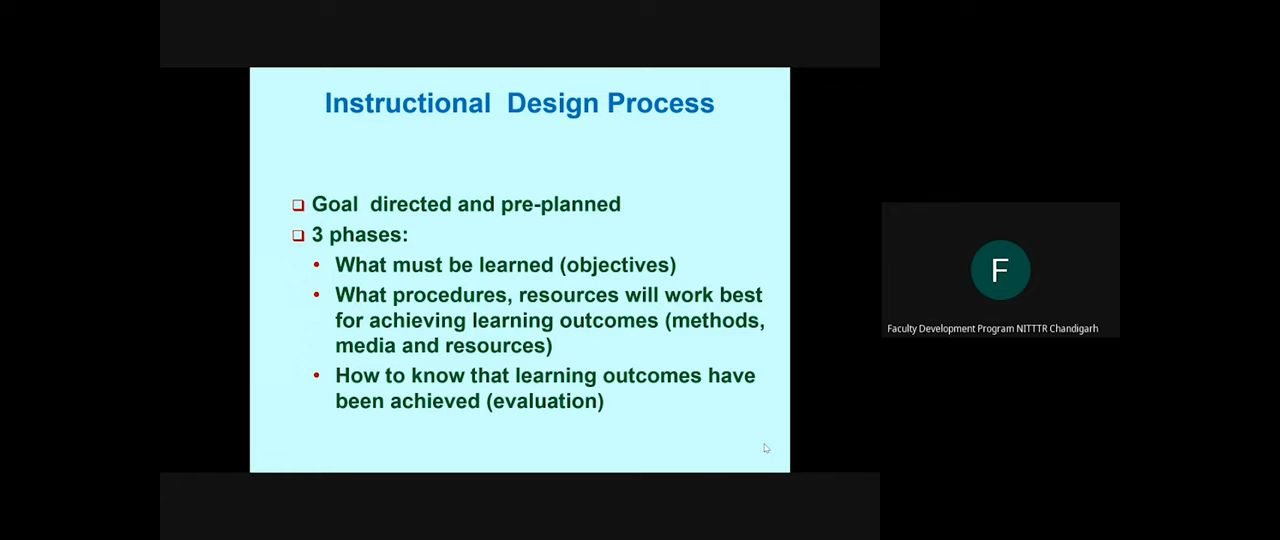 Instructional Design Process
Goal directed and pre-planned
3 phases:
What must be learned (objectives)
What procedures, resources will work best
for achieving learning outcomes (methods,
media and resources)
How to know that learning outcomes have
been achieved (evaluation)
F
Faculty Development Program NITTTR Chandigarh